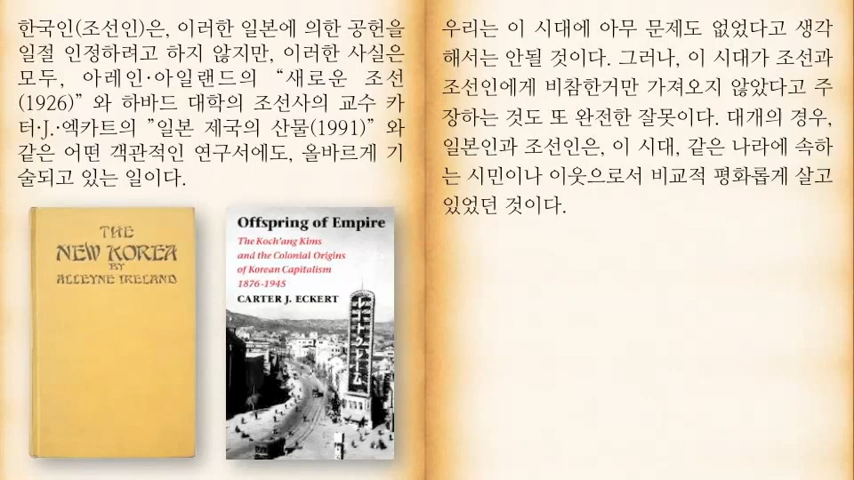 한국인(조선인)은, 이러한 일본에 의한 공헌을
일절 인정하려고 하지 않지만, 이러한 사실은
모두, 아레인·아일랜드의 “새로운 조선
(1926)” 와 하바드 대학의 조선사의 교수 카
터·J.·엑카트의 ”일본 제국의 산물(1991)” 와
같은 어떤 객관적인 연구서에도, 올바르게 기
술되고 있는 일이다.
THE
NEW KOREA
BY
ALLEYNE IRELAND
Offspring of Empire
The Koch'ang Kims
and the Colonial Origins
of Korean Capitalism
1876-1945
CARTER J. ECKERT
우리는 이 시대에 아무 문제도 없었다고 생각
해서는 안될 것이다. 그러나, 이 시대가 조선과
조선인에게 비참한거만 가져오지 않았다고 주
장하는 것도 또 완전한 잘못이다. 대개의 경우,
일본인과 조선인은, 이 시대, 같은 나라에 속하
는 시민이나 이웃으로서 비교적 평화롭게 살고
있었던 것이다.